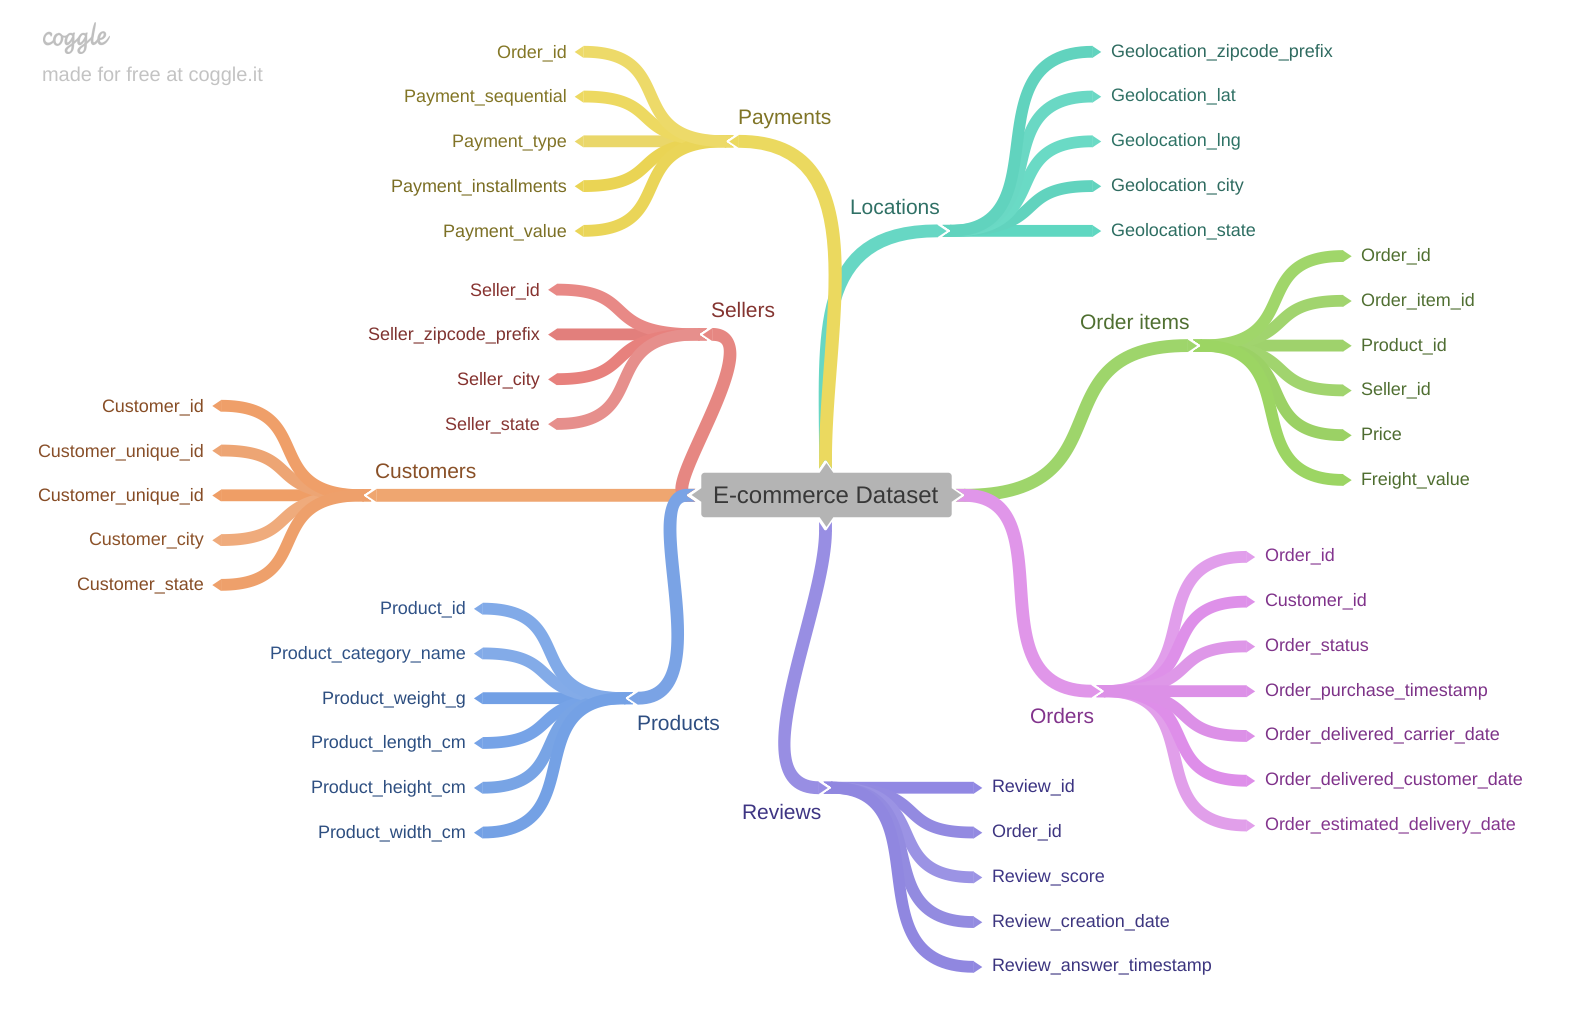 coggle
made for free at coggle.it
Payments
Order_id
Payment_sequential
Payment_type
Payment_installments
Payment_value
Locations
Geolocation_zipcode_prefix
Geolocation_lat
Geolocation_lng
Geolocation_city
Geolocation_state
Sellers
Seller_id
Seller_zipcode_prefix
Seller_city
Seller_state
Order items
Order_id
Order_item_id
Product_id
Seller_id
Price
Freight_value
Customers
Customer_id
Customer_unique_id
Customer_unique_id
Customer_city
Customer_state
E-commerce Dataset
Products
Product_id
Product_category_name
Product_weight_g
Product_length_cm
Product_height_cm
Product_width_cm
Orders
Order_id
Customer_id
Order_status
Order_purchase_timestamp
Order_delivered_carrier_date
Order_delivered_customer_date
Order_estimated_delivery_date
Reviews
Review_id
Order_id
Review_score
Review_creation_date
Review_answer_timestamp